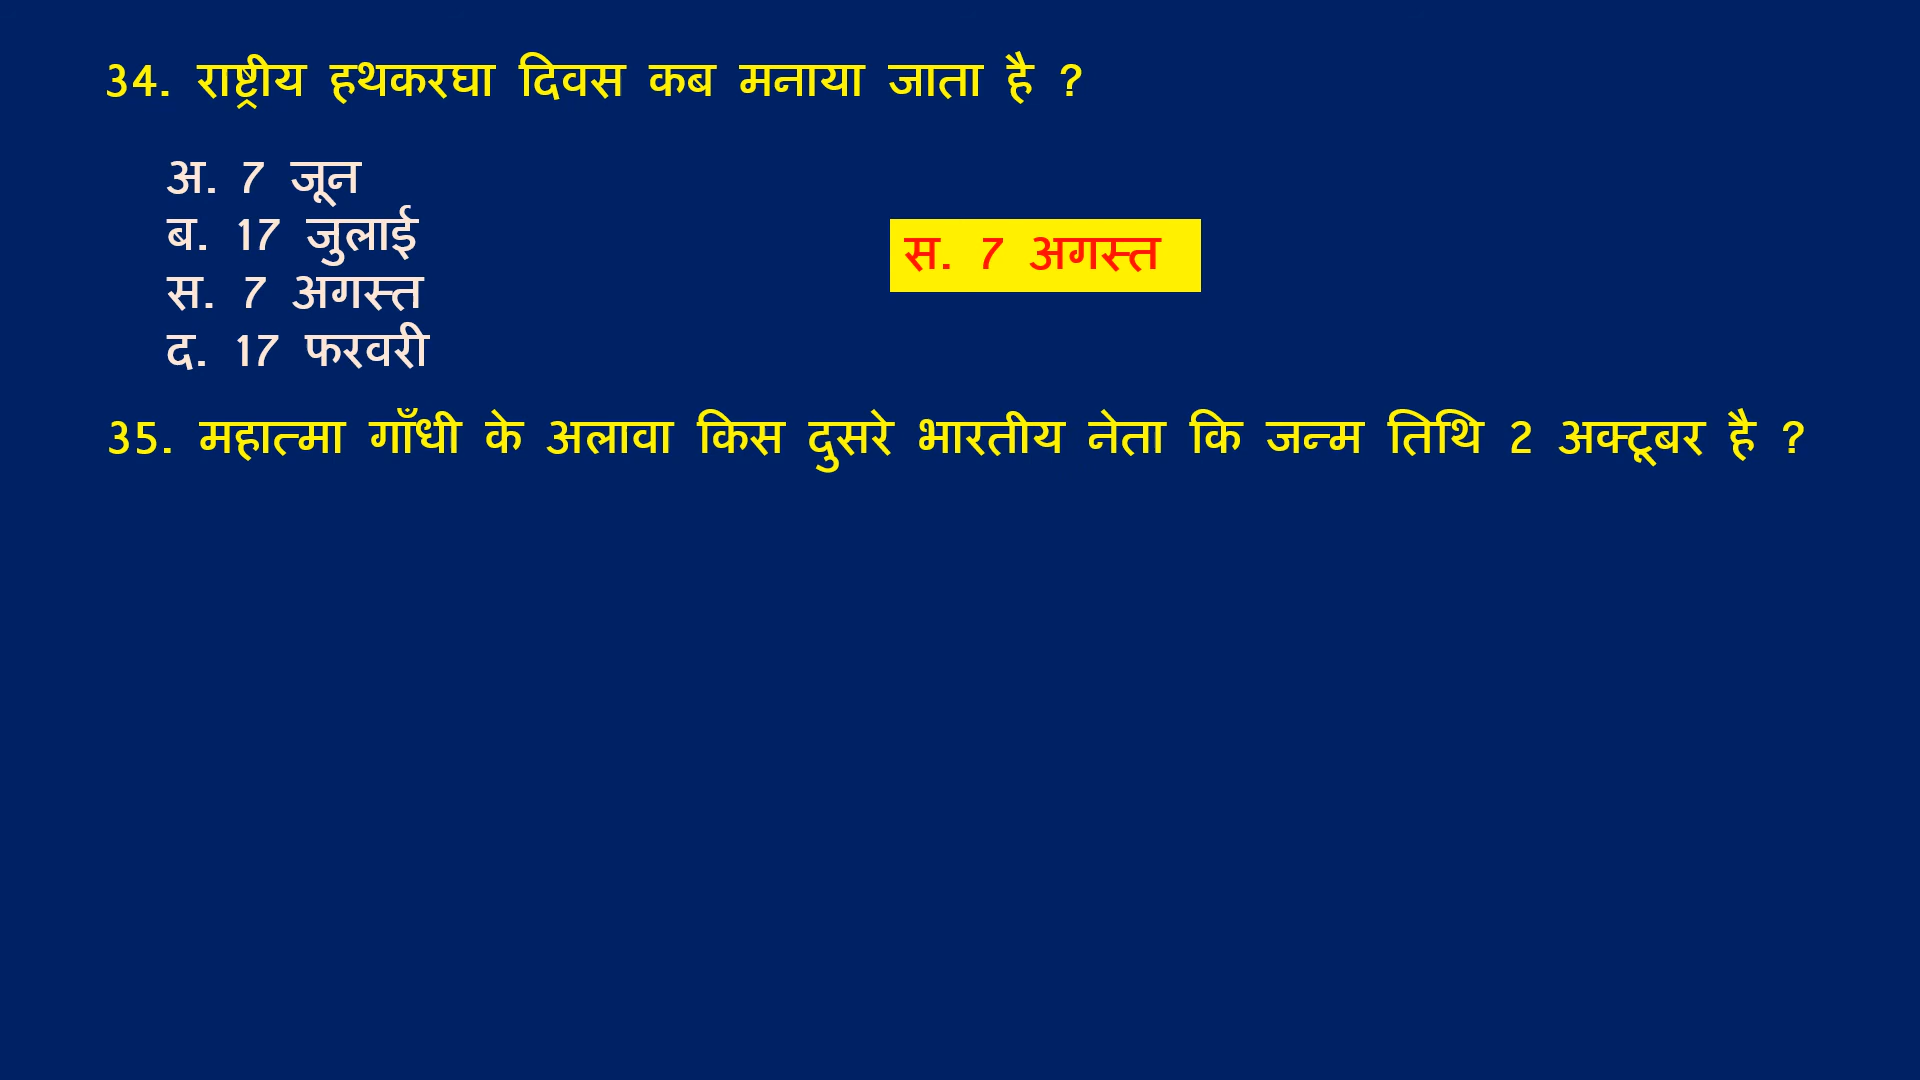 34. राष्ट्रीय हथकरघा दिवस कब मनाया जाता है ?
अ. 7 जून
ब. 17 जुलाई
स. 7 अगस्त
द. 17 फरवरी
स. 7 अगस्त
35. महात्मा गाँधी के अलावा किस दुसरे भारतीय नेता कि जन्म तिथि 2 अक्टूबर है ?